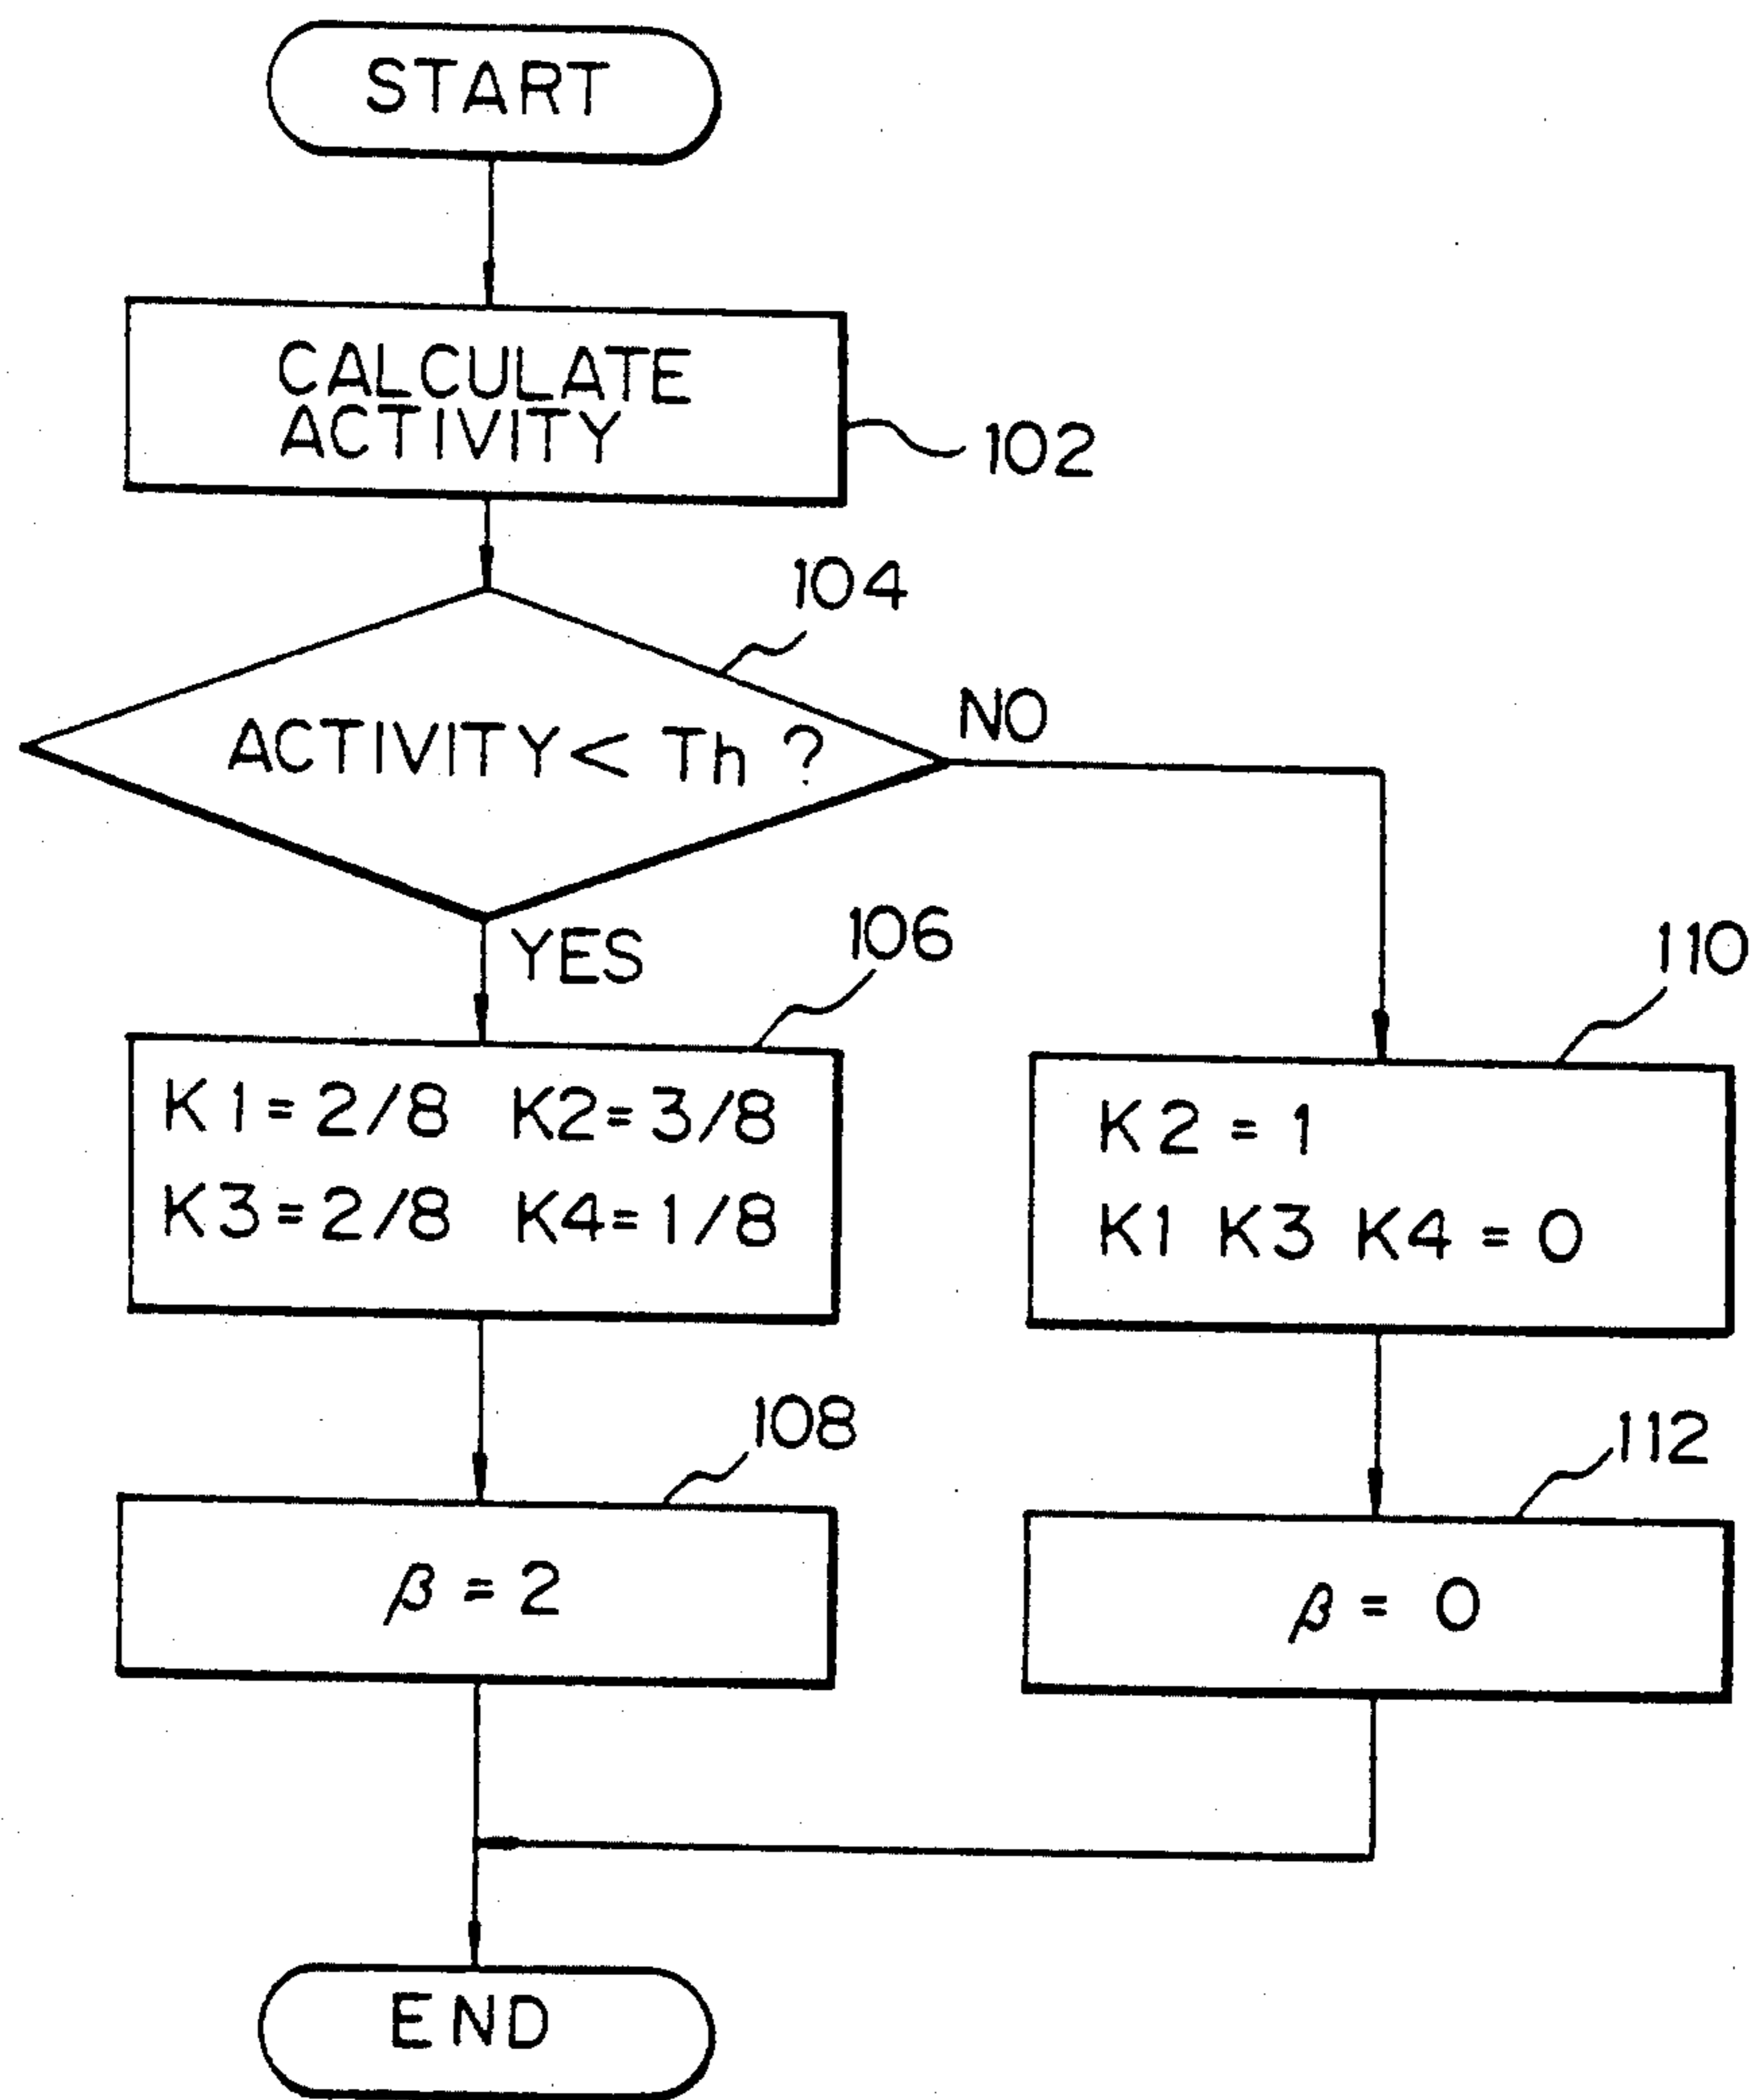 START
CALCULATE
ACTIVITY
102
104
ACTIVITY < Th ?
NO
YES
106
K1 = 2/8 K2 = 3/8
K3 = 2/8 K4 = 1/8
110
K2 = 1
K1 K3 K4 = 0
108
β = 2
112
β = 0
END